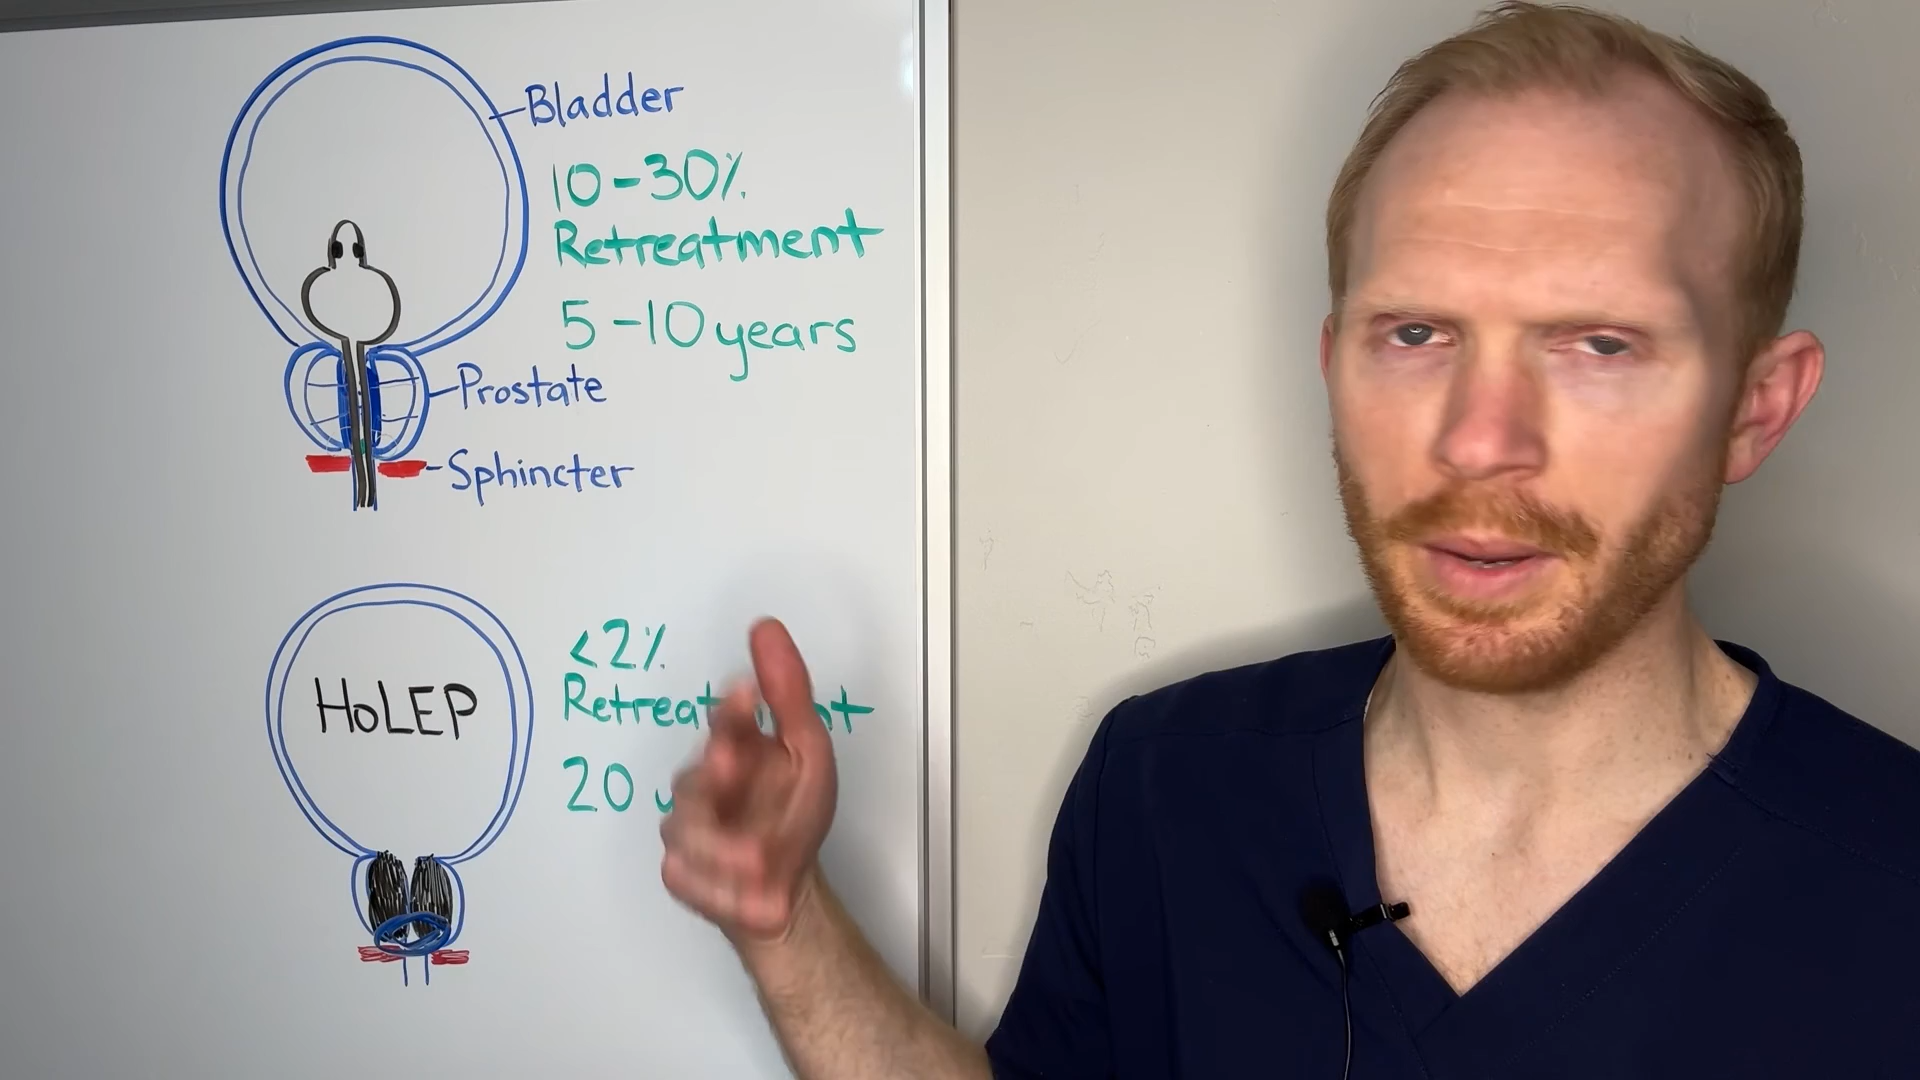 Bladder
10-30%
Retreatment
5-10 years
Prostate
Sphincter
HoLEP
<2%
20